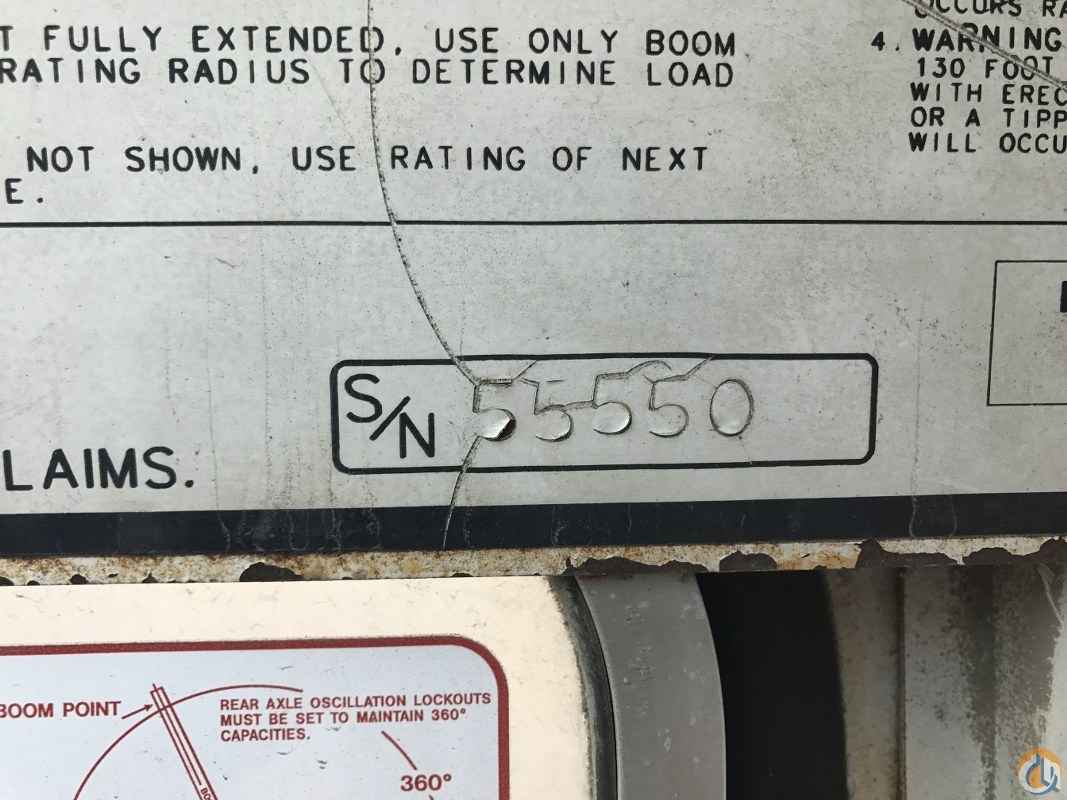 T FULLY EXTENDED, USE ONLY BOOM
RATING RADIUS TO DETERMINE LOAD
NOT SHOWN, USE RATING OF NEXT
E.
OCCURS
4. WARNING
130 FOOT
WITH EREC
OR A TIPP
WILL OCCU
S/N 55550
LAIMS.
BOOM POINT
REAR AXLE OSCILLATION LOCKOUTS
MUST BE SET TO MAINTAIN 360°
CAPACITIES.
360°